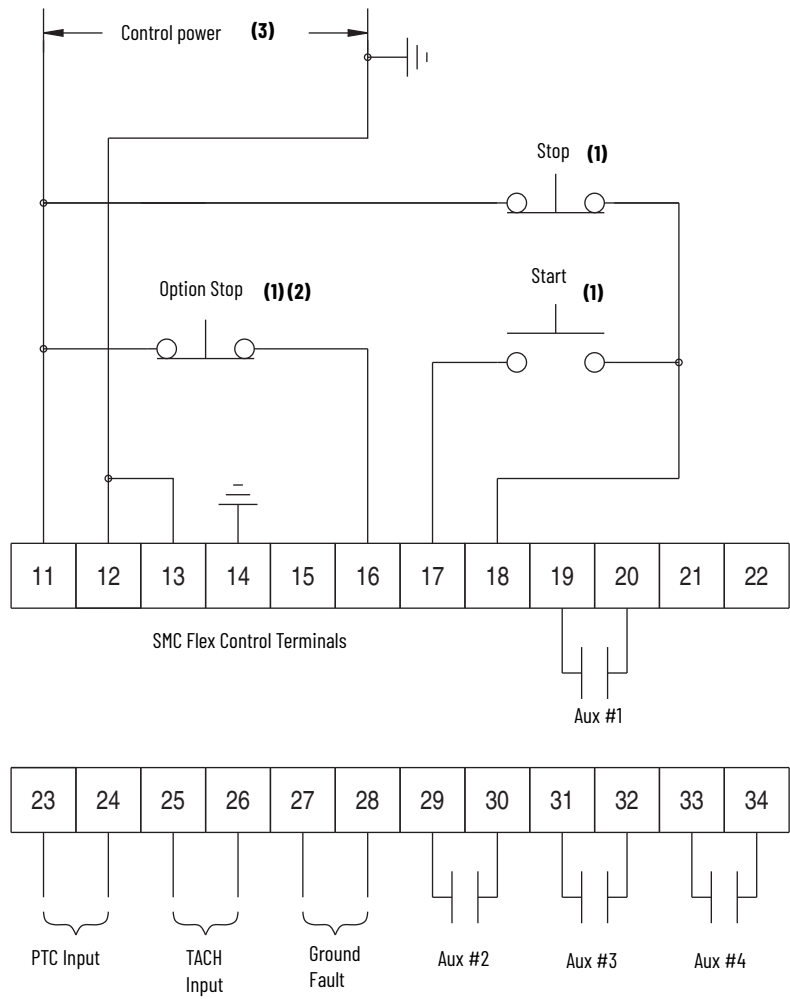 Control power (3)
Stop (1)
Start (1)
Option Stop (1)(2)
11 12 13 14 15 16 17 18 19 20 21 22
SMC Flex Control Terminals
Aux #1
23 24 25 26 27 28 29 30 31 32 33 34
PTC Input
TACH
Input
Ground
Fault
Aux #2
Aux #3
Aux #4